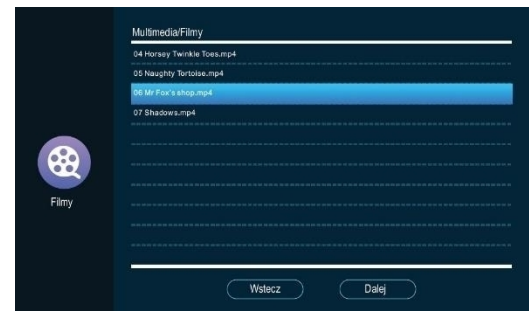 Multimedia/Filmy
04 Horsey Twinkle Toes.mp4
05 Naughty Tortoise.mp4
06 Mr Fox's shop.mp4
07 Shadows.mp4
Filmy
Wstecz
Dalej